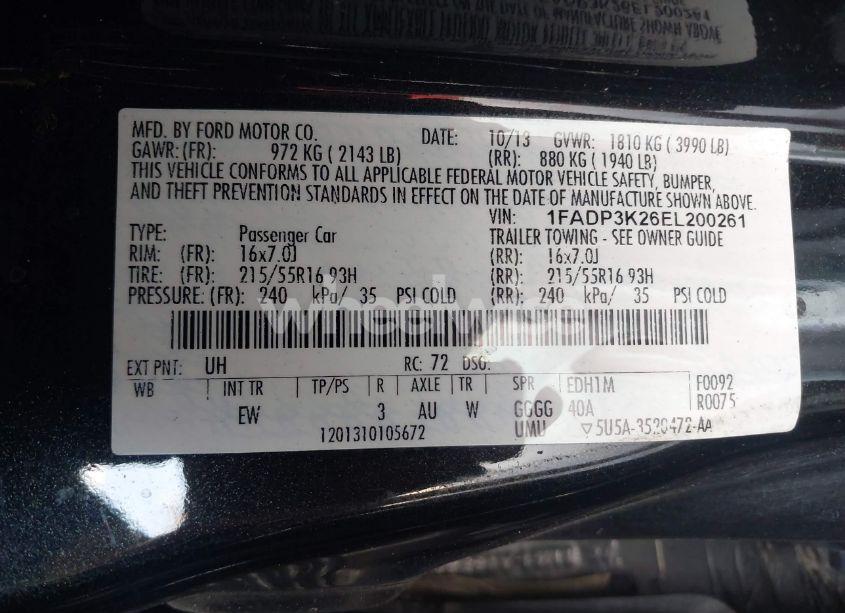 MFD. BY FORD MOTOR CO. DATE: 10/13 GVWR: 1810 KG ( 3990 LB)
GAWR:(FR): 972 KG ( 2143 LB) (RR): 880 KG ( 1940 LB)
THIS VEHICLE CONFORMS TO ALL APPLICABLE FEDERAL MOTOR VEHICLE SAFETY, BUMPER,
AND THEFT PREVENTION STANDARDS IN EFFECT ON THE DATE OF MANUFACTURE SHOWN ABOVE.
VIN: 1FADP3K26EL200261
TYPE: Passenger Car TRAILER TOWING - SEE OWNER GUIDE
RIM: (FR): 16x7.0J (RR): 16x7.0J
TIRE: (FR): 215/55R16 93H (RR): 215/55R16 93H
PRESSURE: (FR): 240 kPa/ 35 PSI COLD (RR): 240 kPa/ 35 PSI COLD
EXT PNT: UH RC: 72 DSO:
WB INT TR TP/PS R AXLE TR SPR EDH1M F0092
EW 3 AU W GGGG 40A R0075
1201310105672 UMU ▽5U5A-3520472-AA